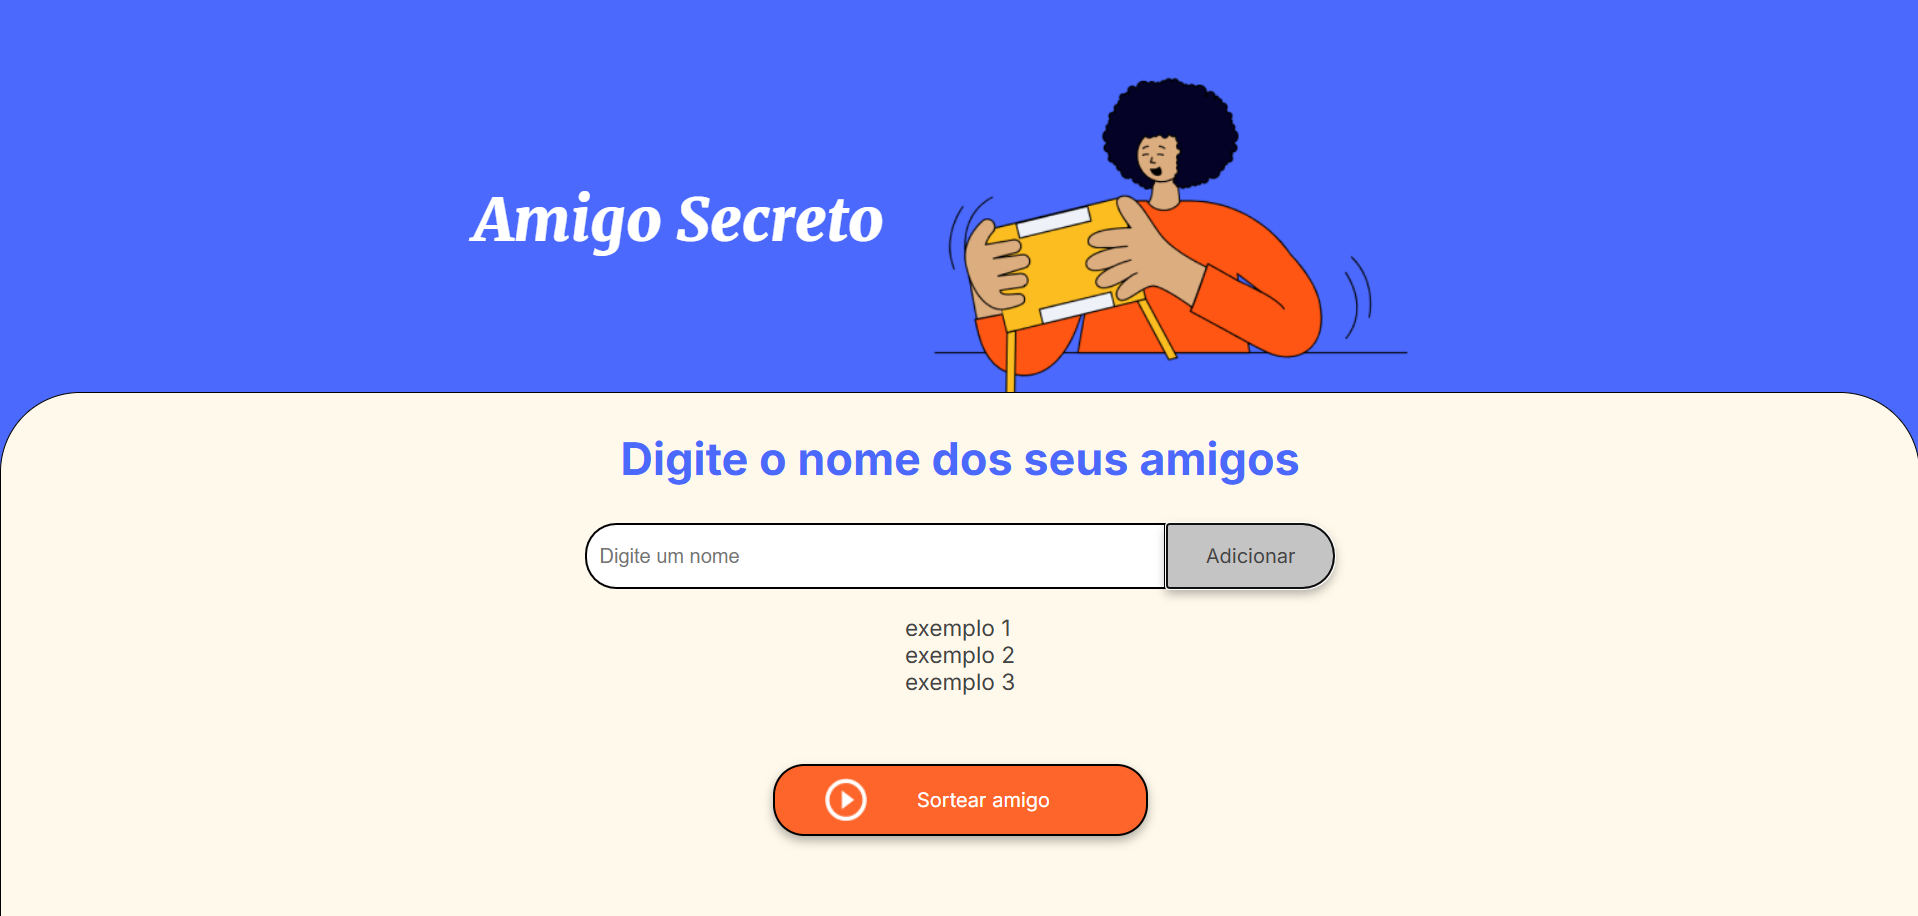 Amigo Secreto
Digite o nome dos seus amigos
Digite um nome
Adicionar
exemplo 1
exemplo 2
exemplo 3
Sortear amigo